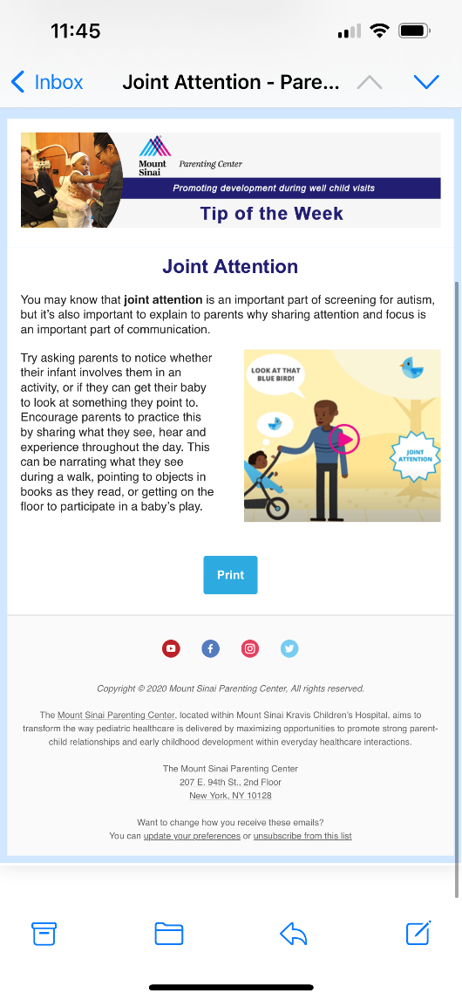 11:45
Inbox
Joint Attention - Pare...
Mount
Sinai
Parenting Center
Promoting development during well child visits
Tip of the Week
Joint Attention
You may know that joint attention is an important part of screening for autism,
but it's also important to explain to parents why sharing attention and focus is
an important part of communication.
Try asking parents to notice whether
their infant involves them in an
activity, or if they can get their baby
to look at something they point to.
Encourage parents to practice this
by sharing what they see, hear and
experience throughout the day. This
can be narrating what they see
during a walk, pointing to objects in
books as they read, or getting on the
floor to participate in a baby's play.
LOOK AT THAT
BLUE BIRD!
JOINT
ATTENTION
Print
Copyright © 2020 Mount Sinai Parenting Center, All rights reserved.
The Mount Sinai Parenting Center, located within Mount Sinai Kravis Children's Hospital, aims to
transform the way pediatric healthcare is delivered by maximizing opportunities to promote strong parent-
child relationships and early childhood development within everyday healthcare interactions.
The Mount Sinai Parenting Center
207 E. 94th St., 2nd Floor
New York, NY 10128
Want to change how you receive these emails?
You can update your preferences or unsubscribe from this list